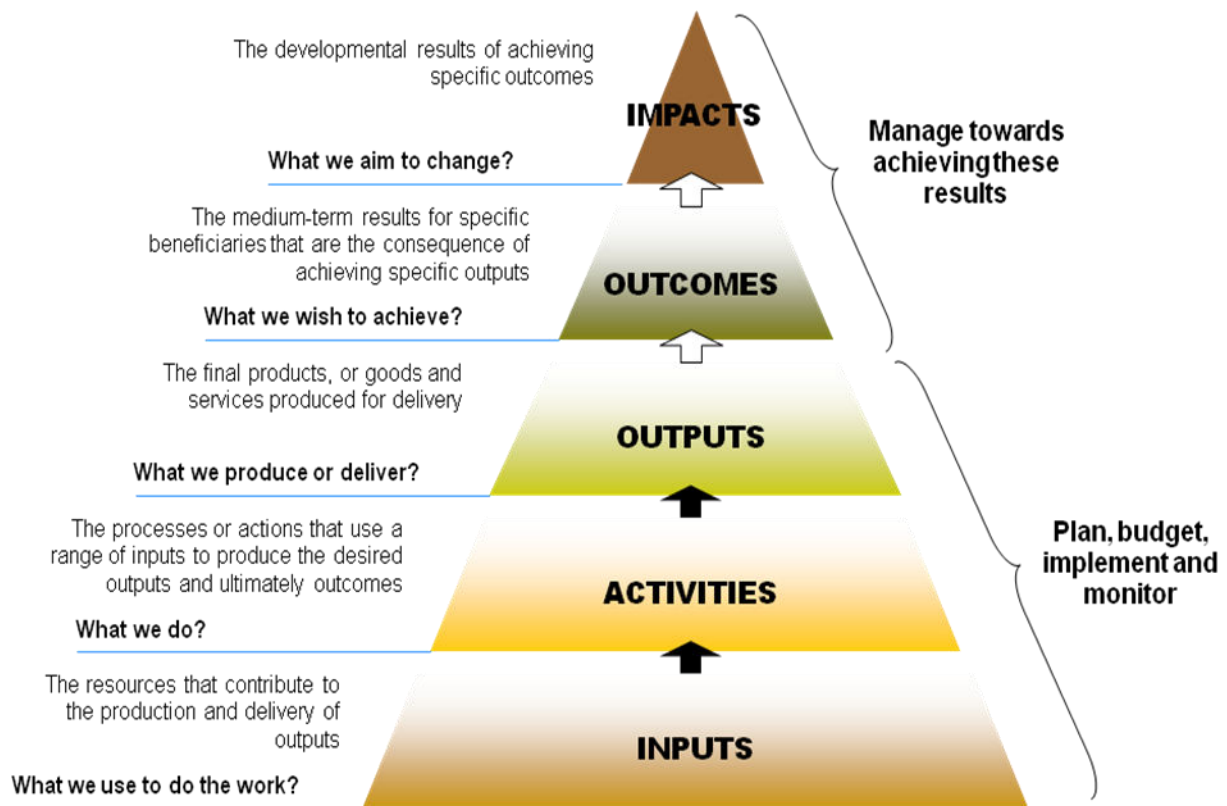 The developmental results of achieving
specific outcomes
IMPACTS
What we aim to change?
Manage towards
achieving these
results
The medium-term results for specific
beneficiaries that are the consequence of
achieving specific outputs
OUTCOMES
What we wish to achieve?
The final products, or goods and
services produced for delivery
OUTPUTS
What we produce or deliver?
The processes or actions that use a
range of inputs to produce the desired
outputs and ultimately outcomes
ACTIVITIES
Plan, budget,
implement and
monitor
What we do?
The resources that contribute to
the production and delivery of
outputs
INPUTS
What we use to do the work?